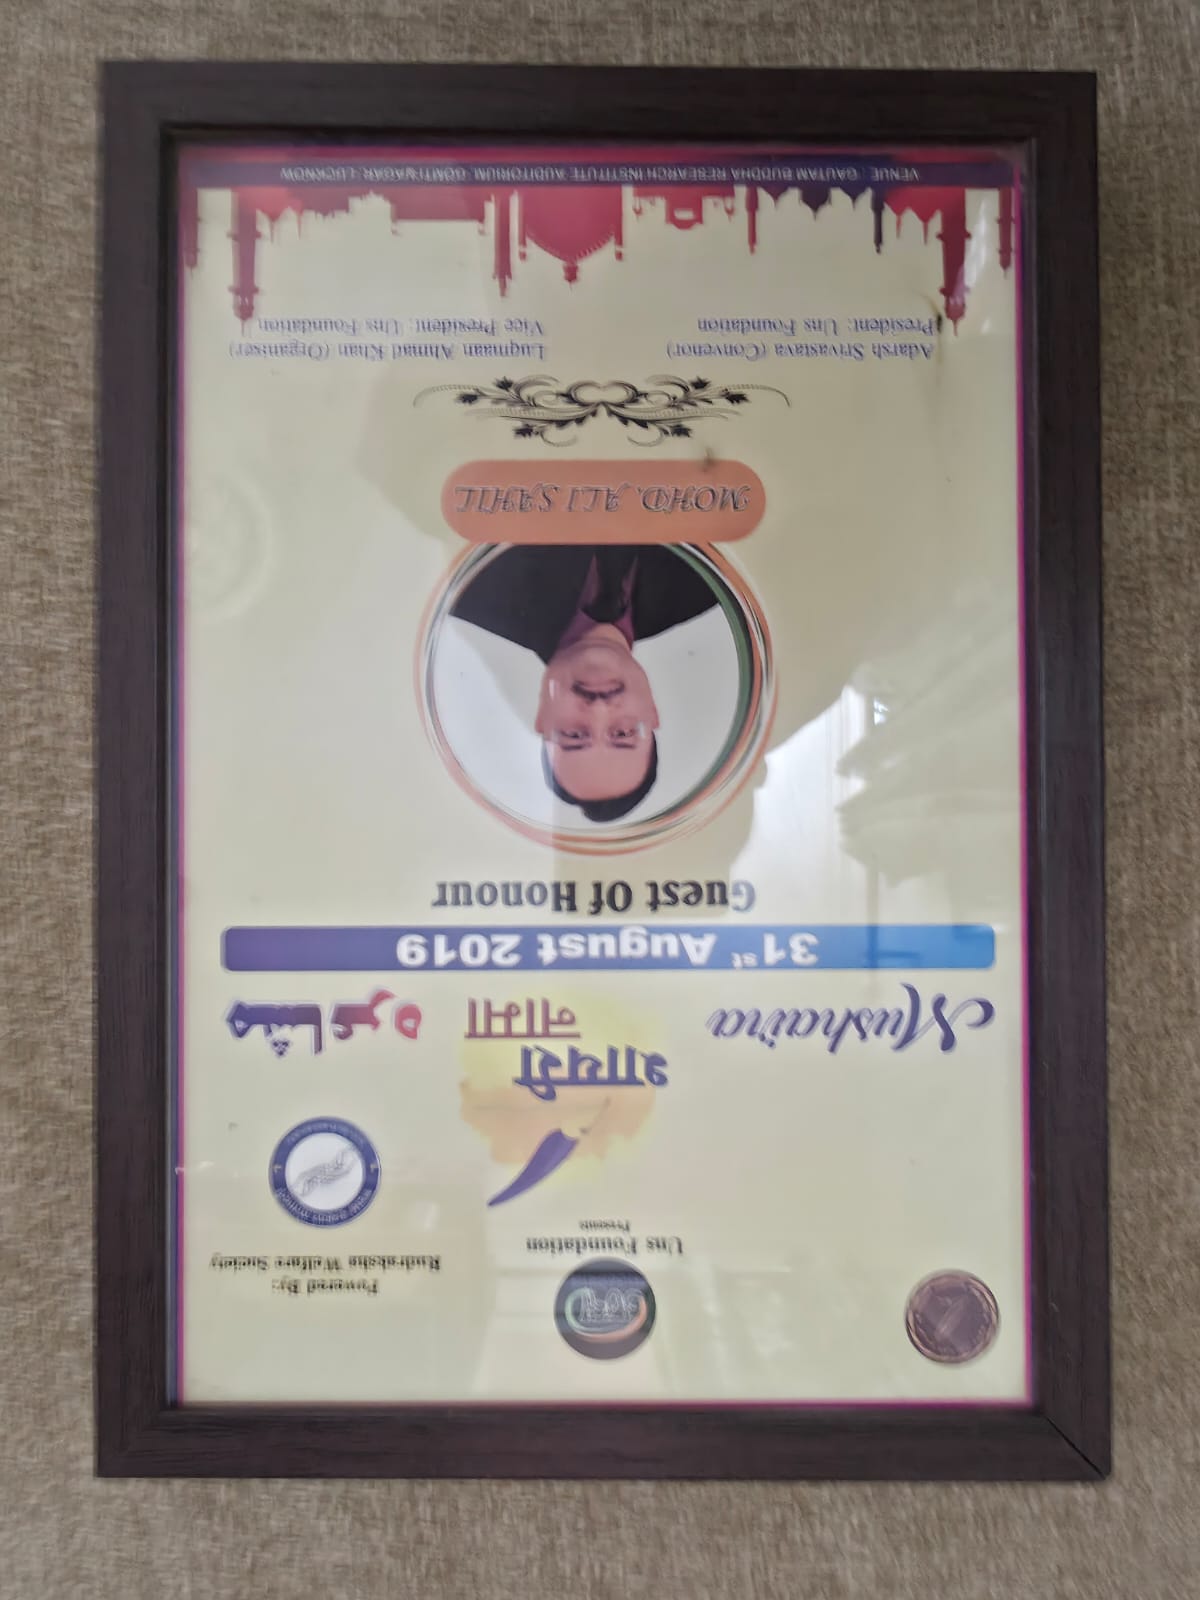 Uns Foundation
Presents
Powered By:
Rudraksha Welfare Society
शायरी
नामा
Mushaira
مشاعرہ
31st August 2019
Guest Of Honour
MOHD. ALI SAHIL
Adarsh Srivastava (Convenor)
President: Uns Foundation
Luqmaan Ahmad Khan (Organiser)
Vice President: Uns Foundation
VENUE : GAUTAM BUDDHA RESEARCH INSTITUTE AUDITORIUM, GOMTI NAGAR, LUCKNOW